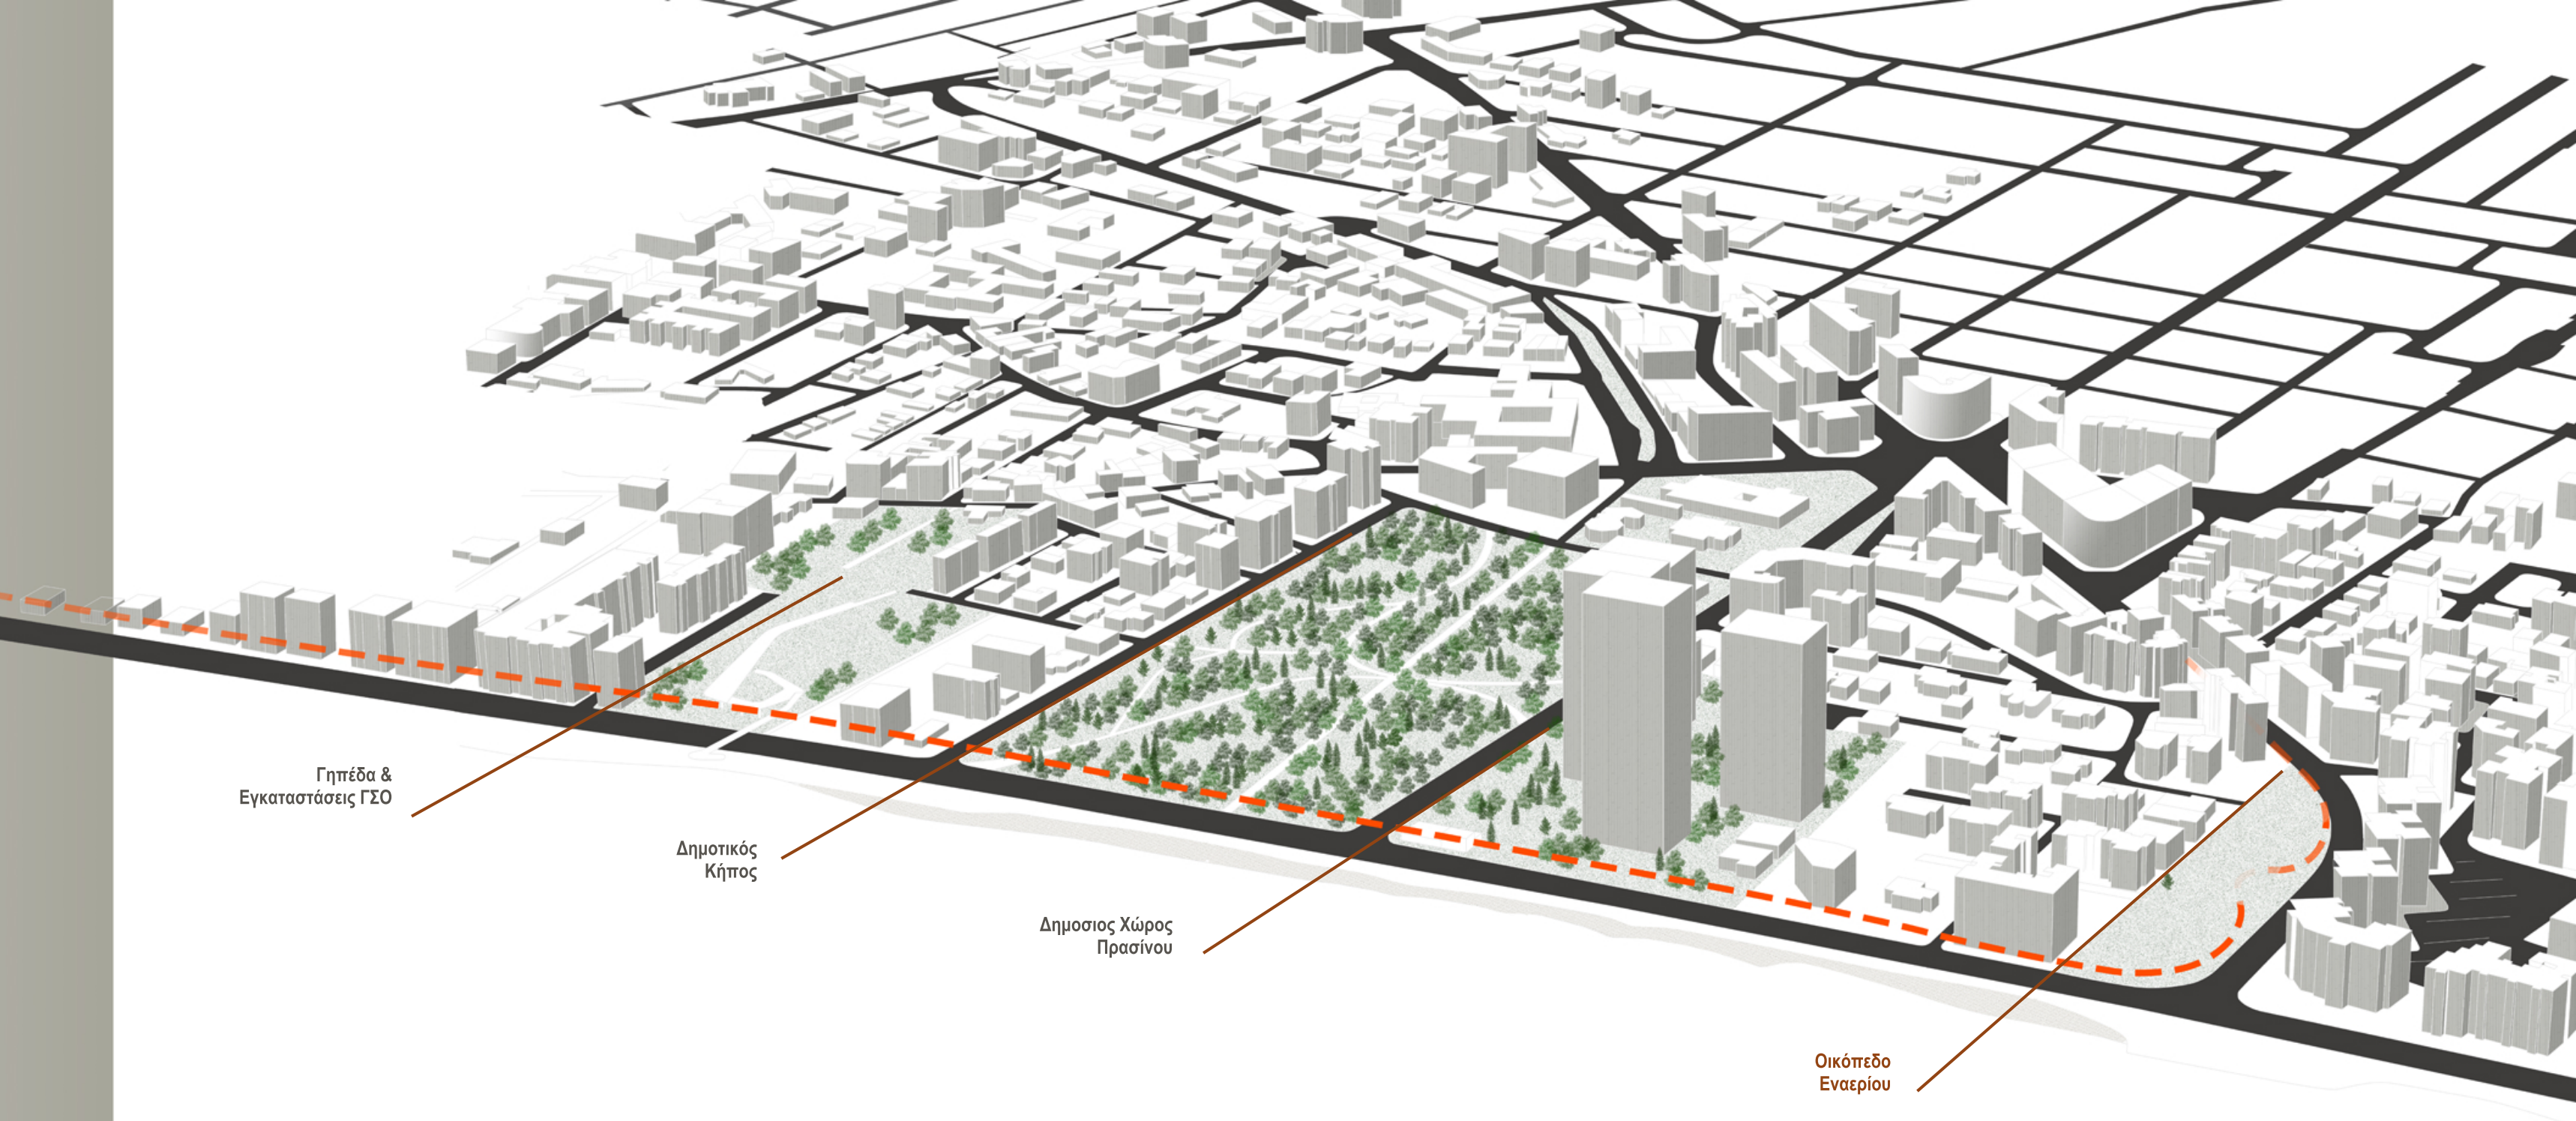 Γηπέδα &
Εγκαταστάσεις ΓΣΟ
Δημοτικός
Κήπος
Δημοσιος Χώρος
Πρασίνου
Οικόπεδο
Εναερίου